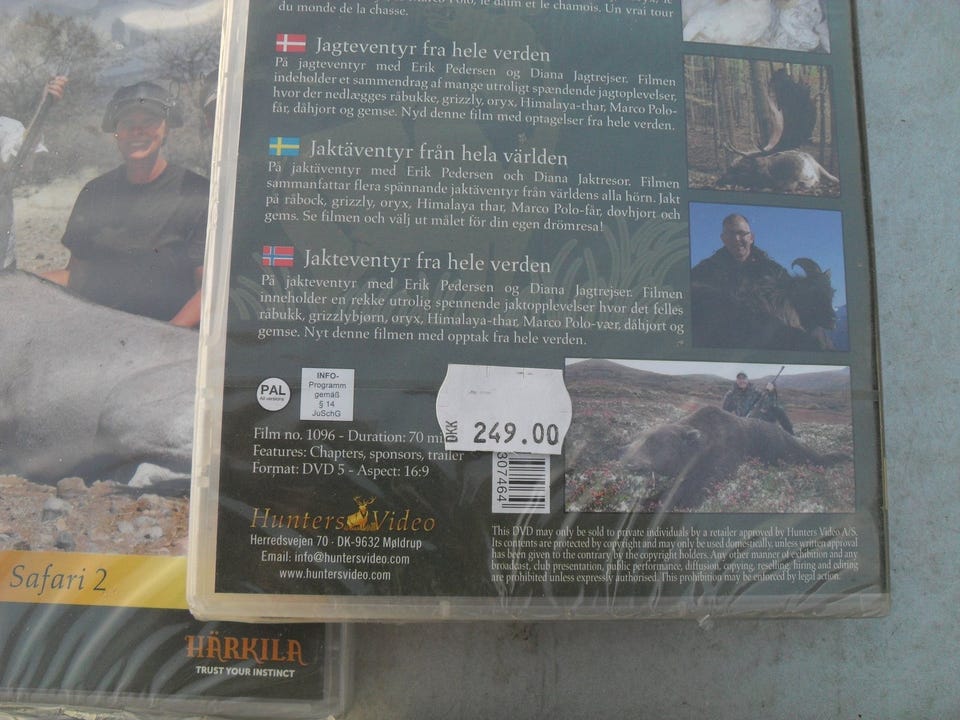 du monde de la chasse.
le daim et le chamois. Un vrai tour
Jagteventyr fra hele verden
På jagteventyr med Erik Pedersen og Diana Jagtrejser. Filmen
indeholder et sammendrag af mange utroligt spændende jagtoplevelser,
hvor der nedlægges råbukke, grizzly, oryx, Himalaya-thar, Marco Polo-
får, dåhjort og gemse. Nyd denne film med optagelser fra hele verden.
Jaktäventyr från hela världen
På jaktäventyr med Erik Pedersen och Diana Jaktresor. Filmen
sammanfattar flera spännande jaktäventyr från världens alla hörn. Jakt
på råbock, grizzly, oryx, Himalaya thar, Marco Polo-får, dovhjort och
gems. Se filmen och välj ut målet för din egen drömresa!
Jakteventyr fra hele verden
På jakteventyr med Erik Pedersen og Diana Jagtrejser. Filmen
inneholder en rekke utrolig spennende jaktopplevelser hvor det felles
råbukk, grizzlybjørn, oryx, Himalaya-thar, Marco Polo-vær, dåhjort og
gemse. Nyt denne filmen med opptak fra hele verden.
PAL
All versions
INFO-
Programm
gemäß
§ 14
JuSchG
DKK 249.00
307464
Film no. 1096 - Duration: 70 mi
Features: Chapters, sponsors, trailer
Format: DVD 5 - Aspect: 16:9
Hunters Video
Herredsvejen 70 · DK-9632 Møldrup
Email: info@huntersvideo.com
www.huntersvideo.com
This DVD may only be sold to private individuals by a retailer approved by Hunters Video A/S.
Its contents are protected by copyright and may only be used domestically, unless written approval
has been given to the contrary by the copyright holders. Any other manner of exhibition and any
broadcast, club presentation, public performance, diffusion, copying, reselling, hiring and editing
are prohibited unless expressly authorised. This prohibition may be enforced by legal action.
Safari 2
HÄRKILA
TRUST YOUR INSTINCT